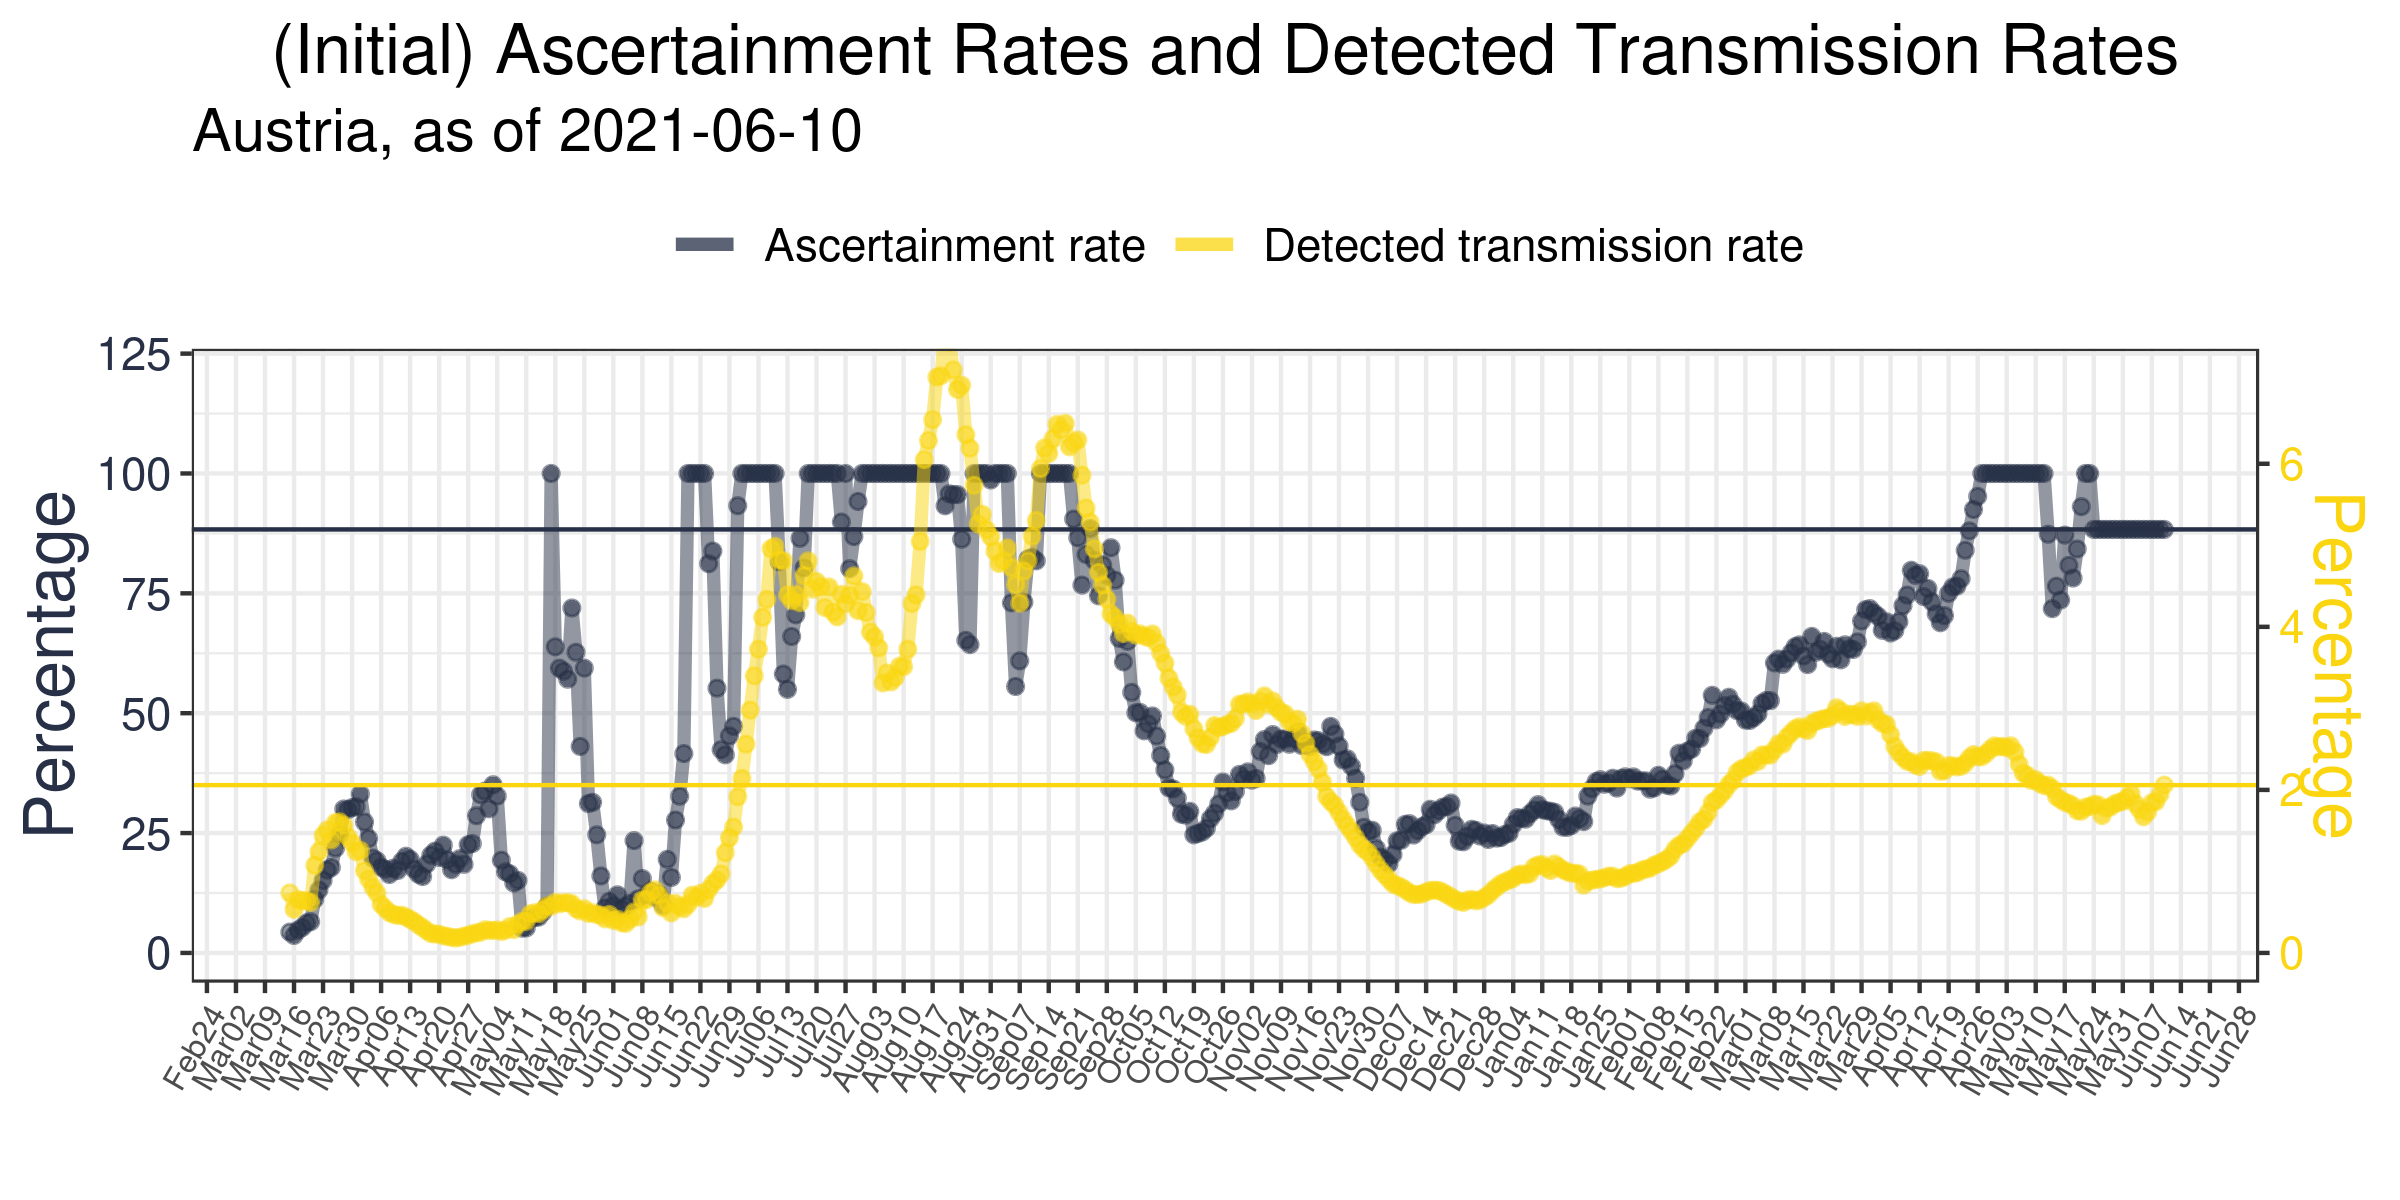 (Initial) Ascertainment Rates and Detected Transmission Rates
Austria, as of 2021-06-10
Ascertainment rate
Detected transmission rate
125
100
75
50
25
0
Percentage
6
4
2
0
Percentage
Feb24
Mar02
Mar09
Mar16
Mar23
Mar30
Apr06
Apr13
Apr20
Apr27
May04
May11
May18
May25
Jun01
Jun08
Jun15
Jun22
Jun29
Jul06
Jul13
Jul20
Jul27
Aug03
Aug10
Aug17
Aug24
Aug31
Sep07
Sep14
Sep21
Sep28
Oct05
Oct12
Oct19
Oct26
Nov02
Nov09
Nov16
Nov23
Nov30
Dec07
Dec14
Dec21
Dec28
Jan04
Jan11
Jan18
Jan25
Feb01
Feb08
Feb15
Feb22
Mar01
Mar08
Mar15
Mar22
Mar29
Apr05
Apr12
Apr19
Apr26
May03
May10
May17
May24
May31
Jun07
Jun14
Jun21
Jun28